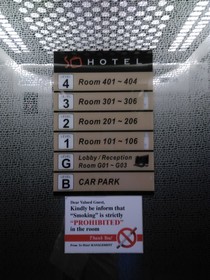 SO HOTEL
4 Room 401 ~ 404
3 Room 301 ~ 306
2 Room 201 ~ 206
1 Room 101 ~ 106
G Lobby / Reception
Room G01 ~ G03
B CAR PARK
Dear Valued Guest,
Kindly be inform that
"Smoking" is strictly
"PROHIBITED"
in the room
Thank You!